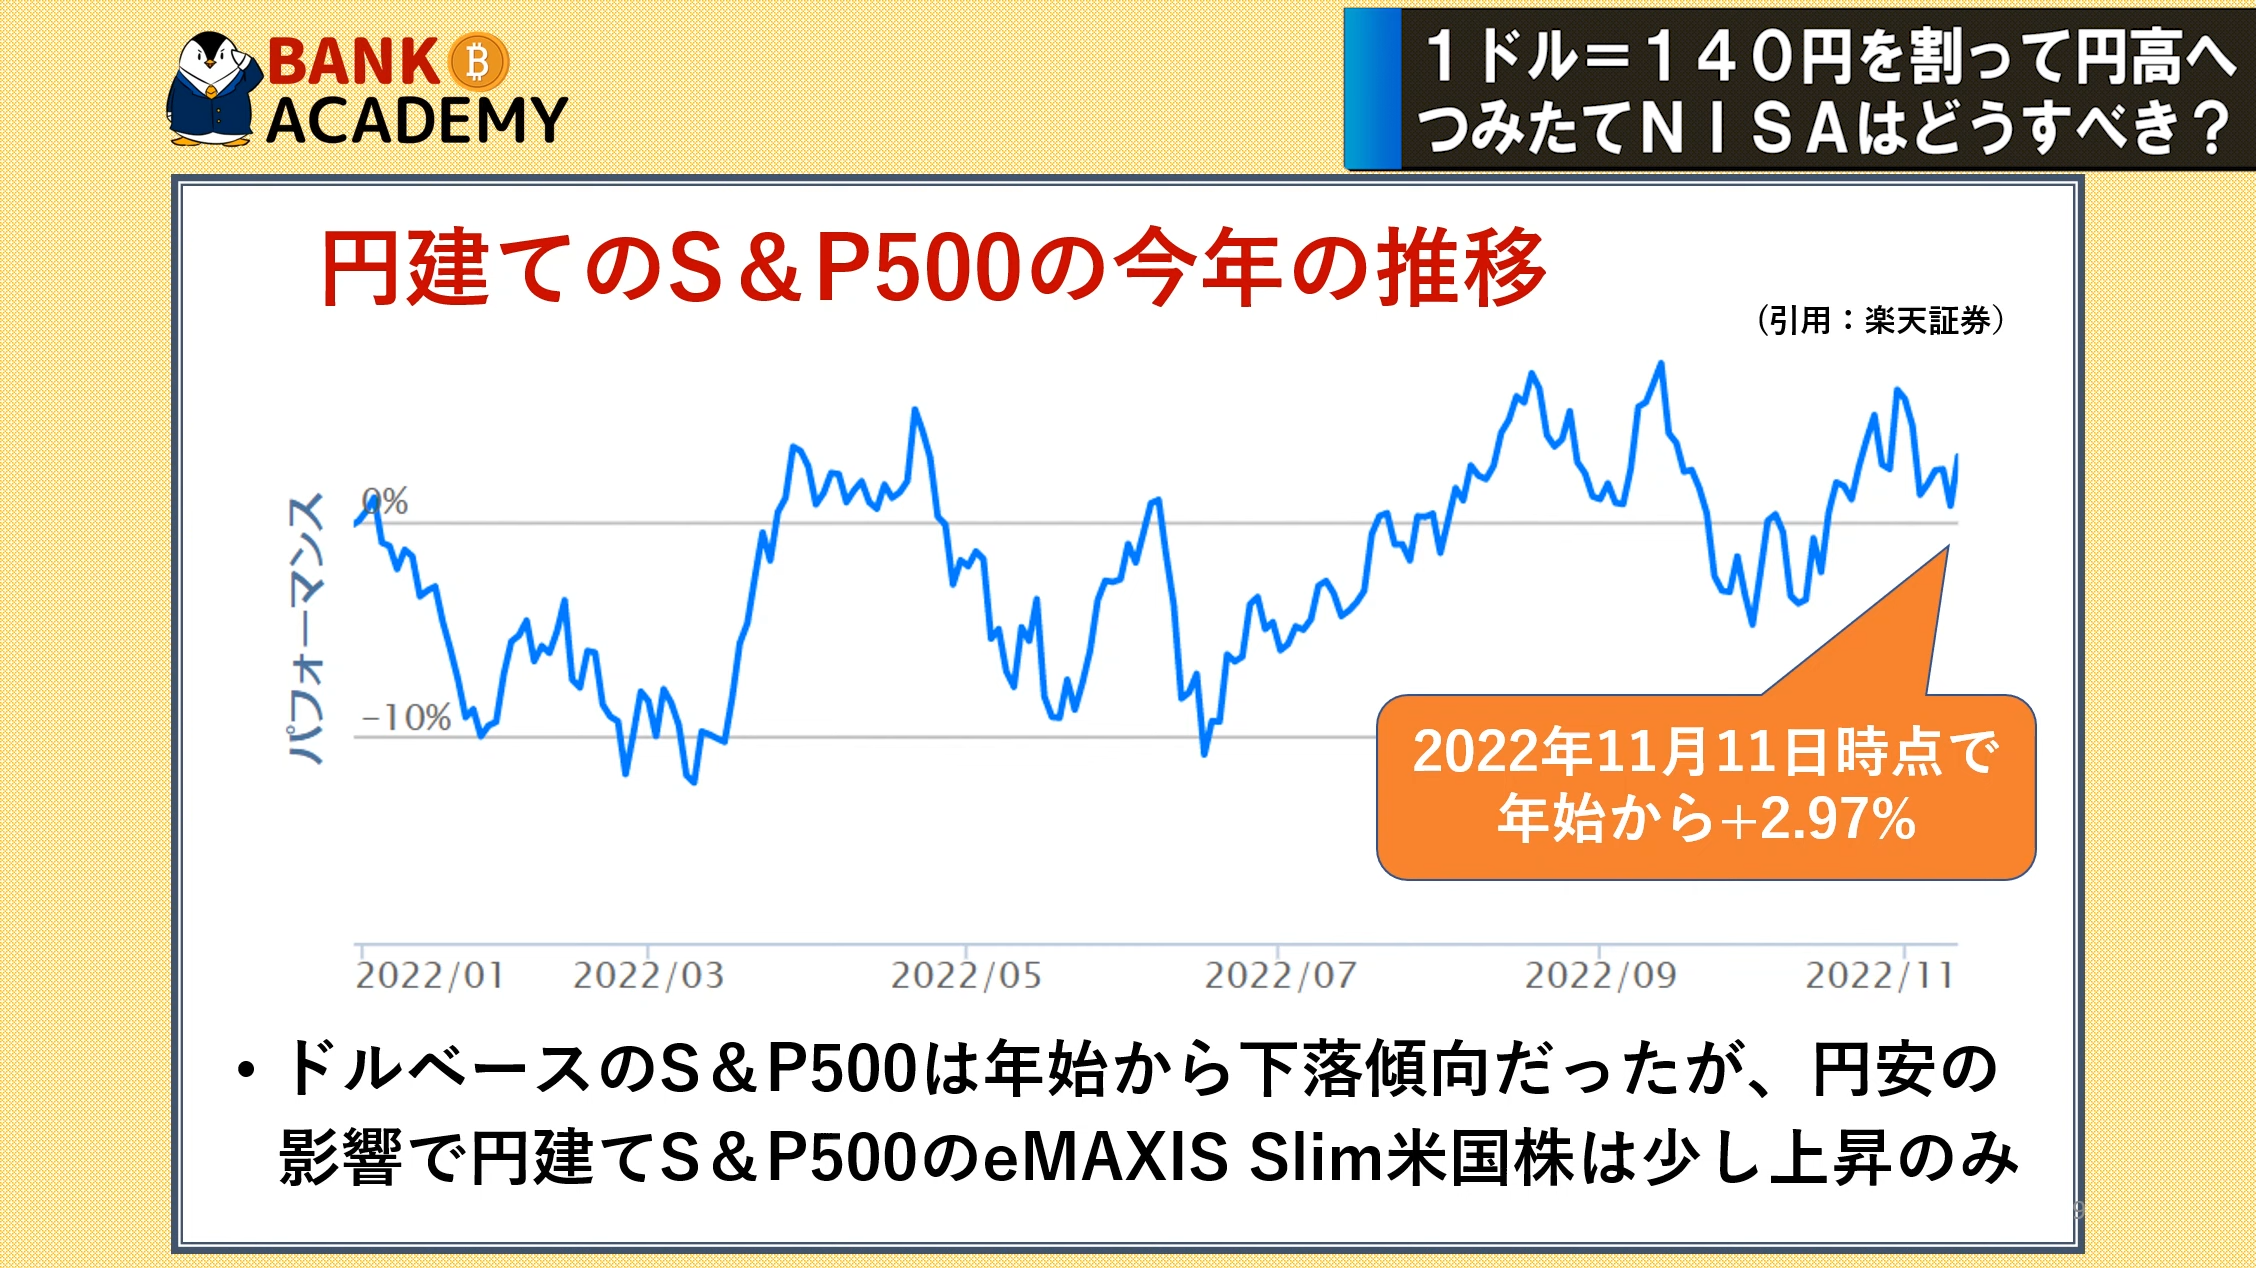 BANK
ACADEMY
１ドル＝１４０円を割って円高へ
つみたてＮＩＳＡはどうすべき？
円建てのS＆P500の今年の推移
（引用：楽天証券）
パフォーマンス
0%
-10%
2022年11月11日時点で
年始から+2.97%
2022/01 2022/03 2022/05 2022/07 2022/09 2022/11
・ドルベースのS＆P500は年始から下落傾向だったが、円安の
影響で円建てS＆P500のeMAXIS Slim米国株は少し上昇のみ
9